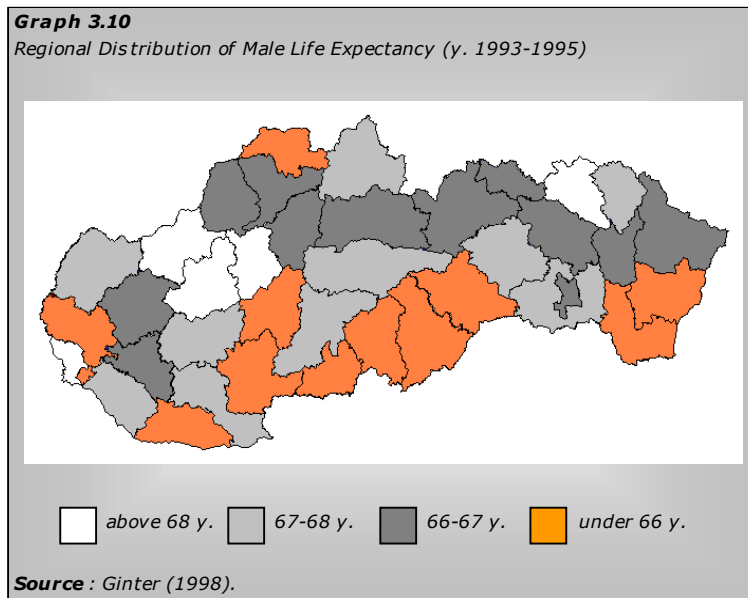 Graph 3.10
Regional Distribution of Male Life Expectancy (y. 1993-1995)
above 68 y. 67-68 y. 66-67 y. under 66 y.
Source : Ginter (1998).